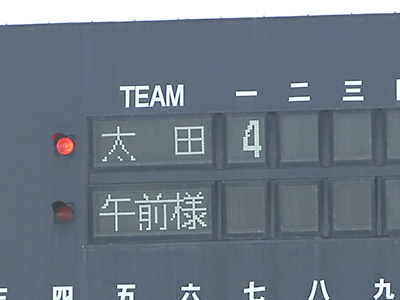 TEAM 一 二 三
太田 4
午前様
四 五 六 七 八 九